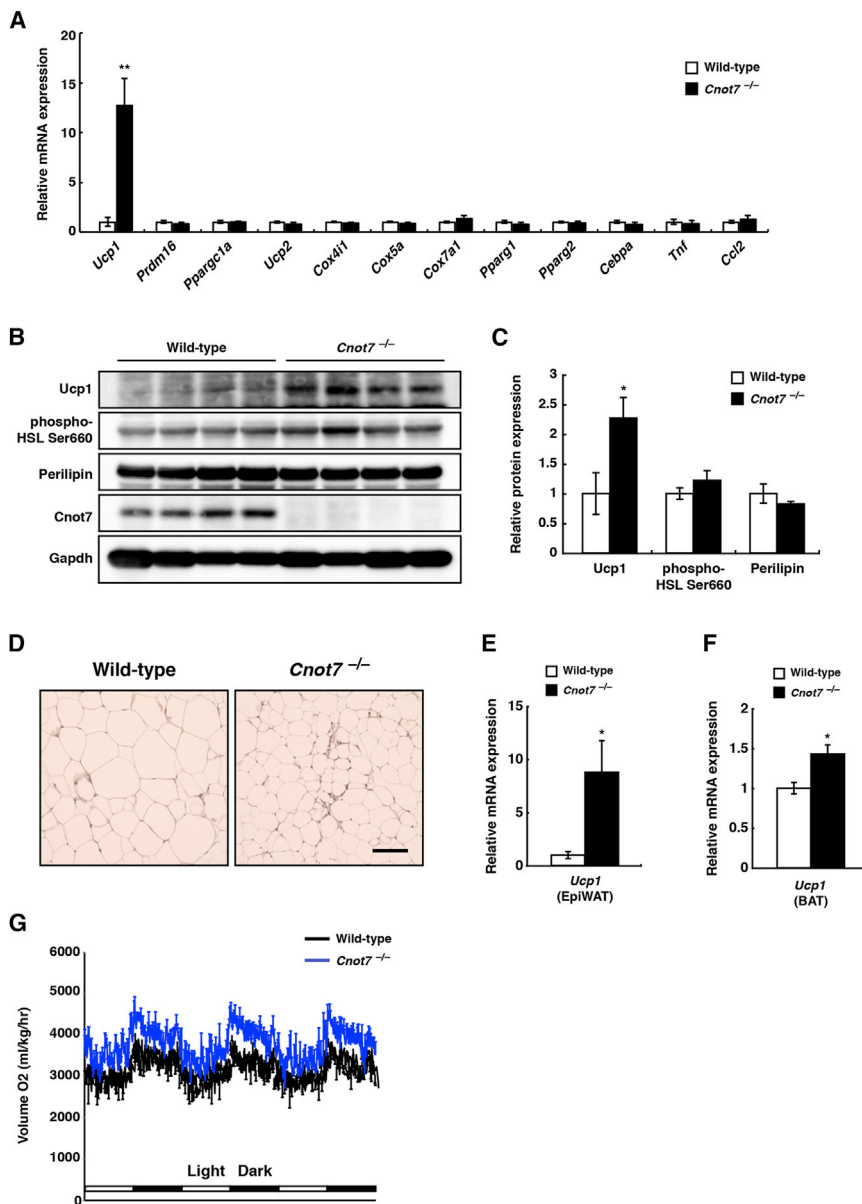 A
Relative mRNA expression
20
15
10
5
0
**
Wild-type
Cnot7 –/–
Ucp1
Prdm16
Ppargc1a
Ucp2
Cox4i1
Cox5a
Cox7a1
Pparg1
Pparg2
Cebpa
Tnf
Ccl2
B
Wild-type
Cnot7 –/–
Ucp1
phospho-
HSL Ser660
Perilipin
Cnot7
Gapdh
C
Relative protein expression
3
2.5
2
1.5
1
0.5
0
*
Wild-type
Cnot7 –/–
Ucp1
phospho-
HSL Ser660
Perilipin
D
Wild-type
Cnot7 –/–
E
Wild-type
Cnot7 –/–
Relative mRNA expression
15
10
5
0
*
Ucp1
(EpiWAT)
F
Wild-type
Cnot7 –/–
Relative mRNA expression
2
1.5
1
0.5
0
*
Ucp1
(BAT)
G
Wild-type
Cnot7 –/–
Volume O2 (ml/kg/hr)
6000
5000
4000
3000
2000
1000
0
Light Dark